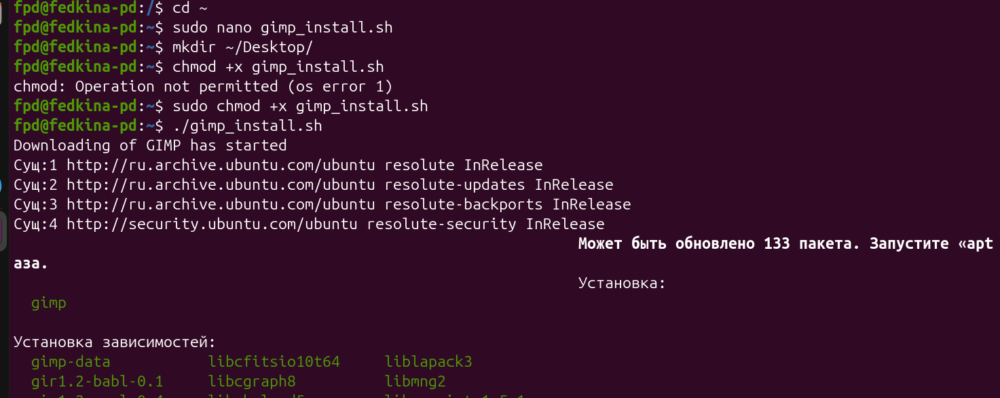 fpd@fedkina-pd:/$ cd ~
fpd@fedkina-pd:~$ sudo nano gimp_install.sh
fpd@fedkina-pd:~$ mkdir ~/Desktop/
fpd@fedkina-pd:~$ chmod +x gimp_install.sh
chmod: Operation not permitted (os error 1)
fpd@fedkina-pd:~$ sudo chmod +x gimp_install.sh
fpd@fedkina-pd:~$ ./gimp_install.sh
Downloading of GIMP has started
Сущ:1 http://ru.archive.ubuntu.com/ubuntu resolute InRelease
Сущ:2 http://ru.archive.ubuntu.com/ubuntu resolute-updates InRelease
Сущ:3 http://ru.archive.ubuntu.com/ubuntu resolute-backports InRelease
Сущ:4 http://security.ubuntu.com/ubuntu resolute-security InRelease
Может быть обновлено 133 пакета. Запустите «apt
аза.
Установка:
gimp
Установка зависимостей:
gimp-data libcfitsio10t64 liblapack3
gir1.2-babl-0.1 libcgraph8 libmng2